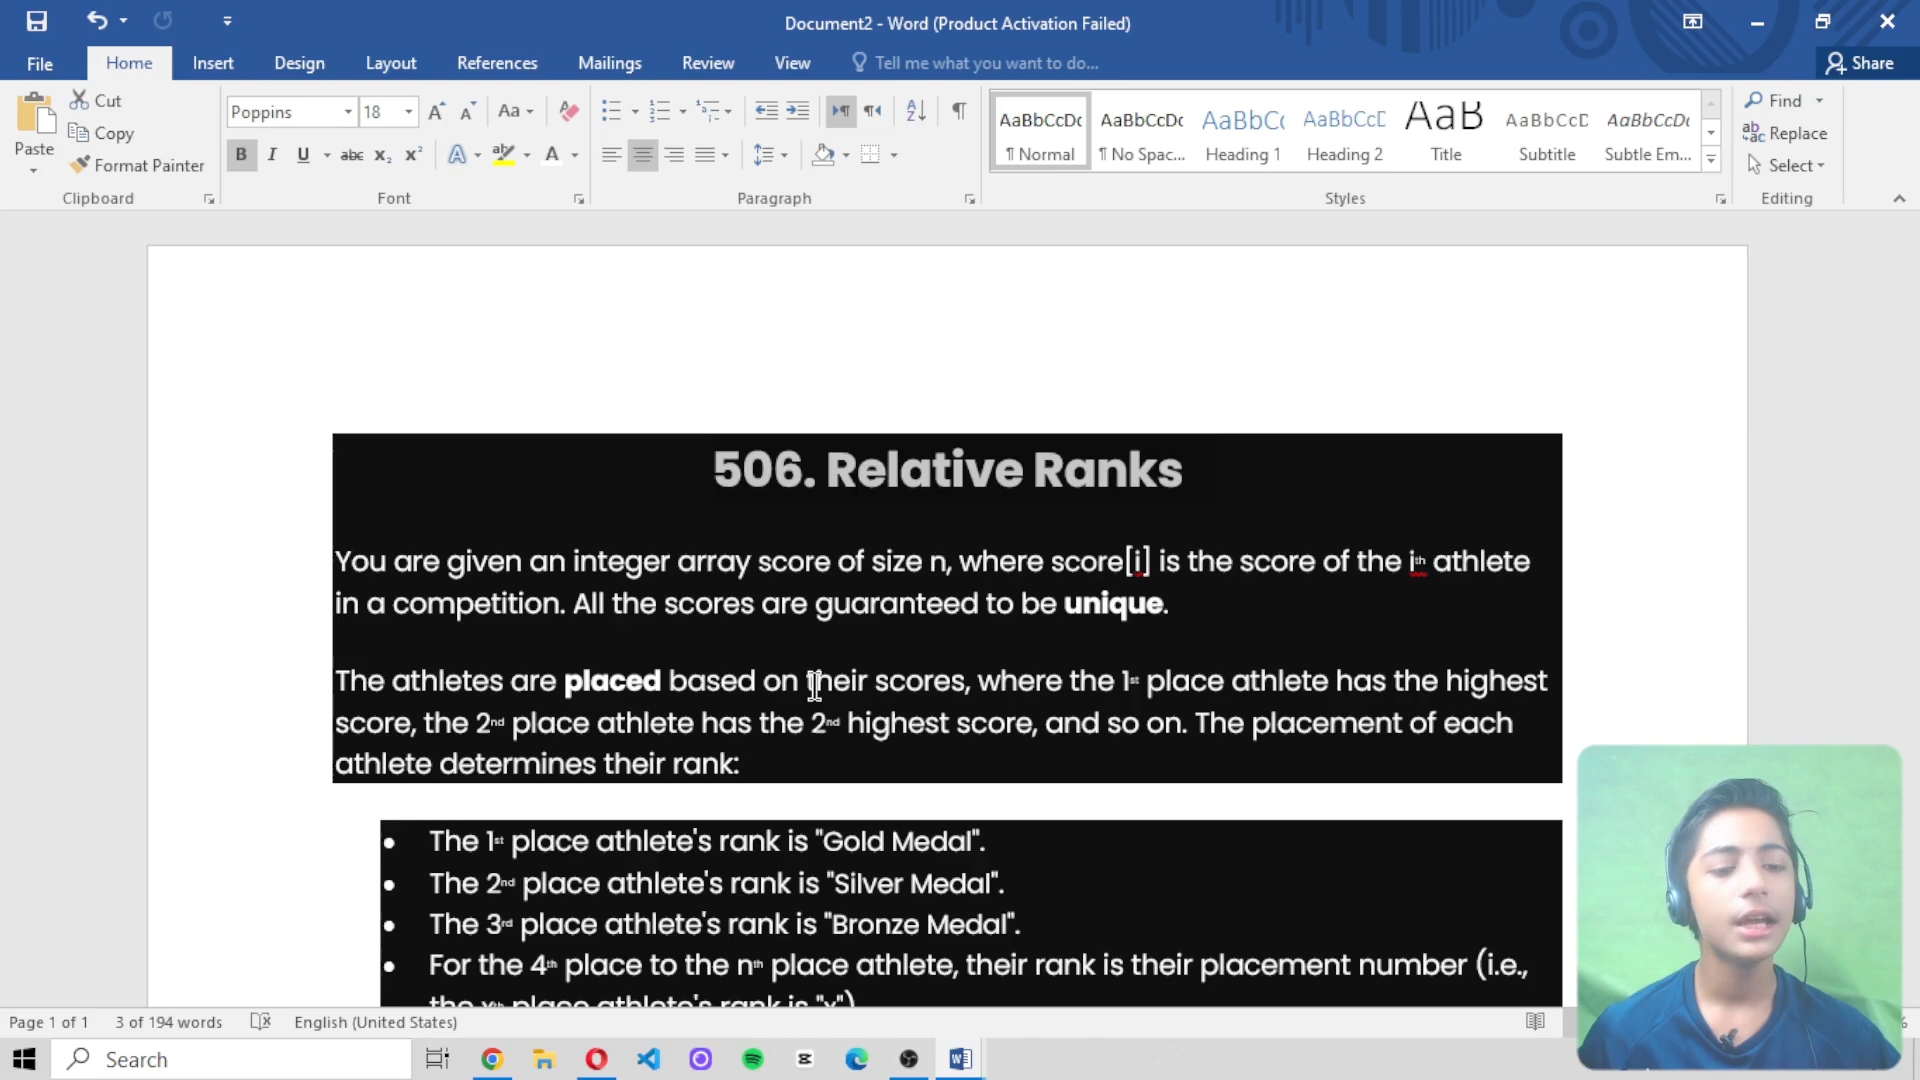 Document2 - Word (Product Activation Failed)
File Home Insert Design Layout References Mailings Review View Tell me what you want to do... Share
Paste
Cut
Copy
Format Painter
Clipboard
Poppins 18
Font
Paragraph
AaBbCcDc AaBbCcDc AaBbCc AaBbCcD AaB AaBbCcD AaBbCcDc
¶ Normal ¶ No Spac... Heading 1 Heading 2 Title Subtitle Subtle Em...
Styles
Find
Replace
Select
Editing
506. Relative Ranks
You are given an integer array score of size n, where score[i] is the score of the ith athlete
in a competition. All the scores are guaranteed to be unique.
The athletes are placed based on their scores, where the 1st place athlete has the highest
score, the 2nd place athlete has the 2nd highest score, and so on. The placement of each
athlete determines their rank:
• The 1st place athlete's rank is "Gold Medal".
• The 2nd place athlete's rank is "Silver Medal".
• The 3rd place athlete's rank is "Bronze Medal".
• For the 4th place to the nth place athlete, their rank is their placement number (i.e.,
the xth place athlete's rank is "x").
Page 1 of 1 3 of 194 words English (United States)
Search